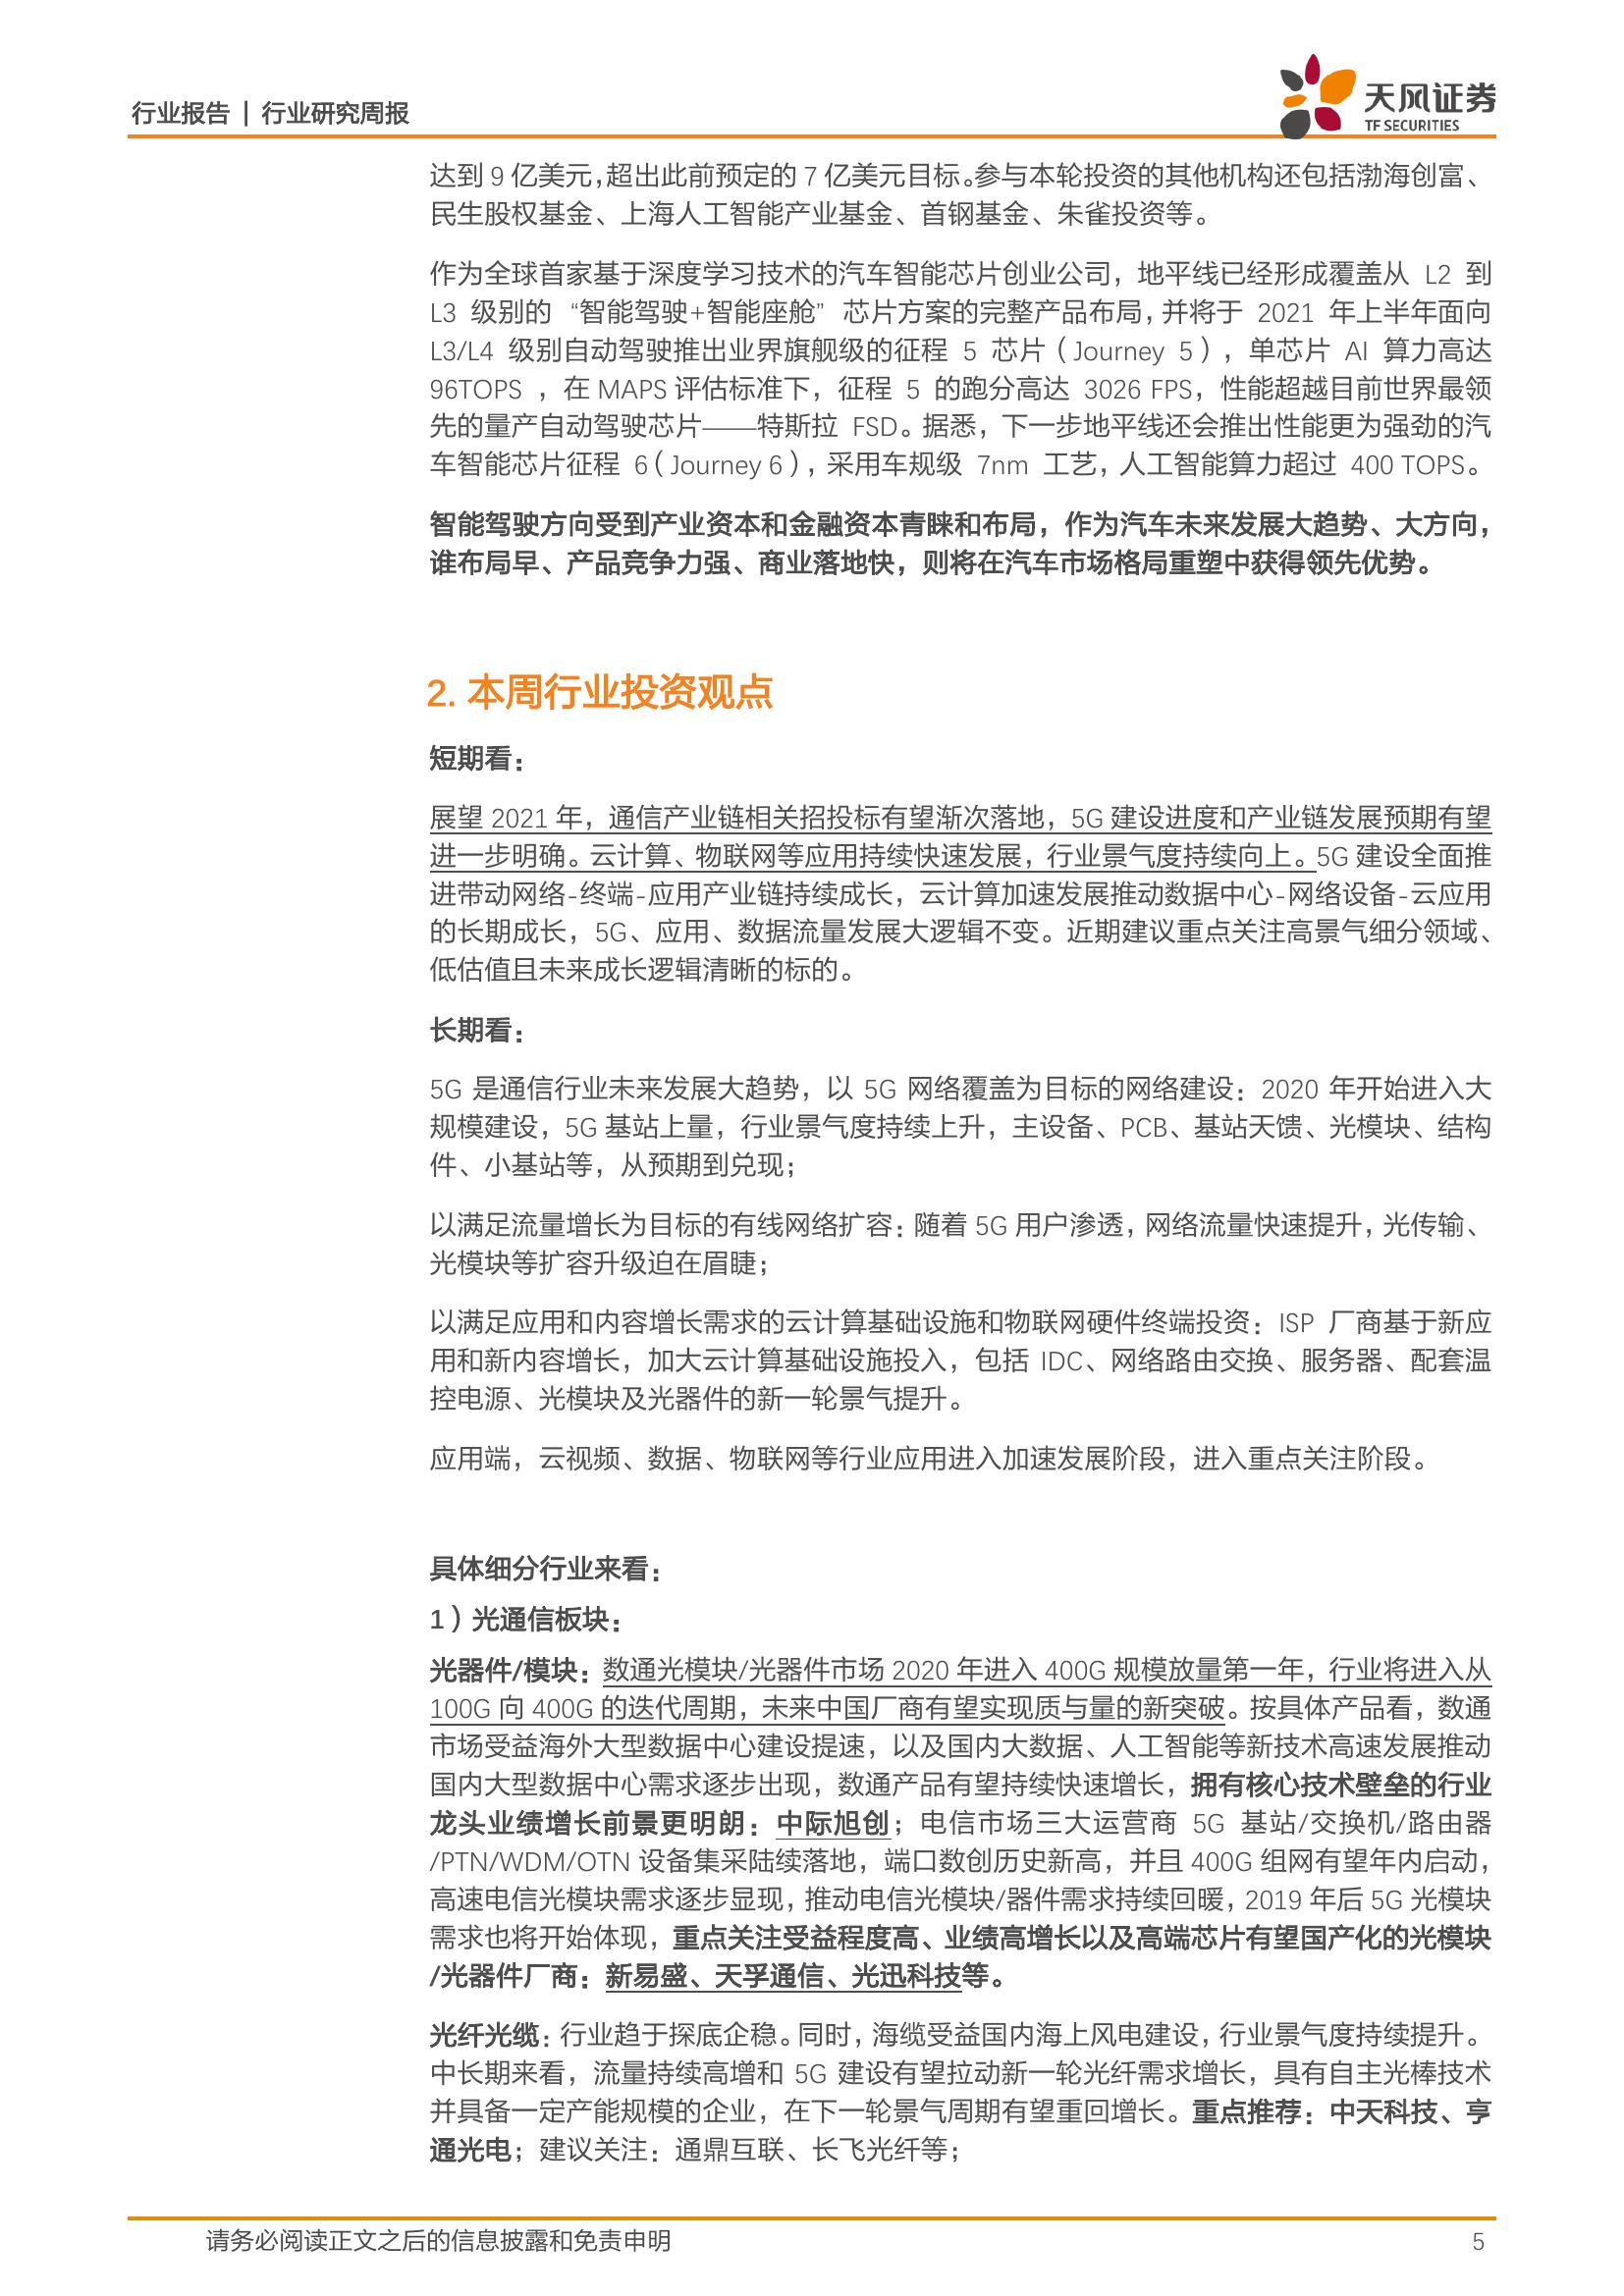 行业报告 | 行业研究周报
天风证券
TF SECURITIES
达到 9 亿美元，超出此前预定的 7 亿美元目标。参与本轮投资的其他机构还包括渤海创富、
民生股权基金、上海人工智能产业基金、首钢基金、朱雀投资等。
作为全球首家基于深度学习技术的汽车智能芯片创业公司，地平线已经形成覆盖从 L2 到
L3 级别的 “智能驾驶+智能座舱” 芯片方案的完整产品布局，并将于 2021 年上半年面向
L3/L4 级别自动驾驶推出业界旗舰级的征程 5 芯片（Journey 5），单芯片 AI 算力高达
96TOPS ，在 MAPS 评估标准下，征程 5 的跑分高达 3026 FPS，性能超越目前世界最领
先的量产自动驾驶芯片——特斯拉 FSD。据悉，下一步地平线还会推出性能更为强劲的汽
车智能芯片征程 6（Journey 6），采用车规级 7nm 工艺，人工智能算力超过 400 TOPS。
智能驾驶方向受到产业资本和金融资本青睐和布局，作为汽车未来发展大趋势、大方向，
谁布局早、产品竞争力强、商业落地快，则将在汽车市场格局重塑中获得领先优势。
2. 本周行业投资观点
短期看：
展望 2021 年，通信产业链相关招投标有望渐次落地，5G 建设进度和产业链发展预期有望
进一步明确。云计算、物联网等应用持续快速发展，行业景气度持续向上。5G 建设全面推
进带动网络-终端-应用产业链持续成长，云计算加速发展推动数据中心-网络设备-云应用
的长期成长，5G、应用、数据流量发展大逻辑不变。近期建议重点关注高景气细分领域、
低估值且未来成长逻辑清晰的标的。
长期看：
5G 是通信行业未来发展大趋势，以 5G 网络覆盖为目标的网络建设：2020 年开始进入大
规模建设，5G 基站上量，行业景气度持续上升，主设备、PCB、基站天馈、光模块、结构
件、小基站等，从预期到兑现；
以满足流量增长为目标的有线网络扩容：随着 5G 用户渗透，网络流量快速提升，光传输、
光模块等扩容升级迫在眉睫；
以满足应用和内容增长需求的云计算基础设施和物联网硬件终端投资：ISP 厂商基于新应
用和新内容增长，加大云计算基础设施投入，包括 IDC、网络路由交换、服务器、配套温
控电源、光模块及光器件的新一轮景气提升。
应用端，云视频、数据、物联网等行业应用进入加速发展阶段，进入重点关注阶段。
具体细分行业来看：
1）光通信板块：
光器件/模块：数通光模块/光器件市场 2020 年进入 400G 规模放量第一年，行业将进入从
100G 向 400G 的迭代周期，未来中国厂商有望实现质与量的新突破。按具体产品看，数通
市场受益海外大型数据中心建设提速，以及国内大数据、人工智能等新技术高速发展推动
国内大型数据中心需求逐步出现，数通产品有望持续快速增长，拥有核心技术壁垒的行业
龙头业绩增长前景更明朗：中际旭创；电信市场三大运营商 5G 基站/交换机/路由器
/PTN/WDM/OTN 设备集采陆续落地，端口数创历史新高，并且 400G 组网有望年内启动，
高速电信光模块需求逐步显现，推动电信光模块/器件需求持续回暖，2019 年后 5G 光模块
需求也将开始体现，重点关注受益程度高、业绩高增长以及高端芯片有望国产化的光模块
/光器件厂商：新易盛、天孚通信、光迅科技等。
光纤光缆：行业趋于探底企稳。同时，海缆受益国内海上风电建设，行业景气度持续提升。
中长期来看，流量持续高增和 5G 建设有望拉动新一轮光纤需求增长，具有自主光棒技术
并具备一定产能规模的企业，在下一轮景气周期有望重回增长。重点推荐：中天科技、亨
通光电；建议关注：通鼎互联、长飞光纤等；
请务必阅读正文之后的信息披露和免责申明
5